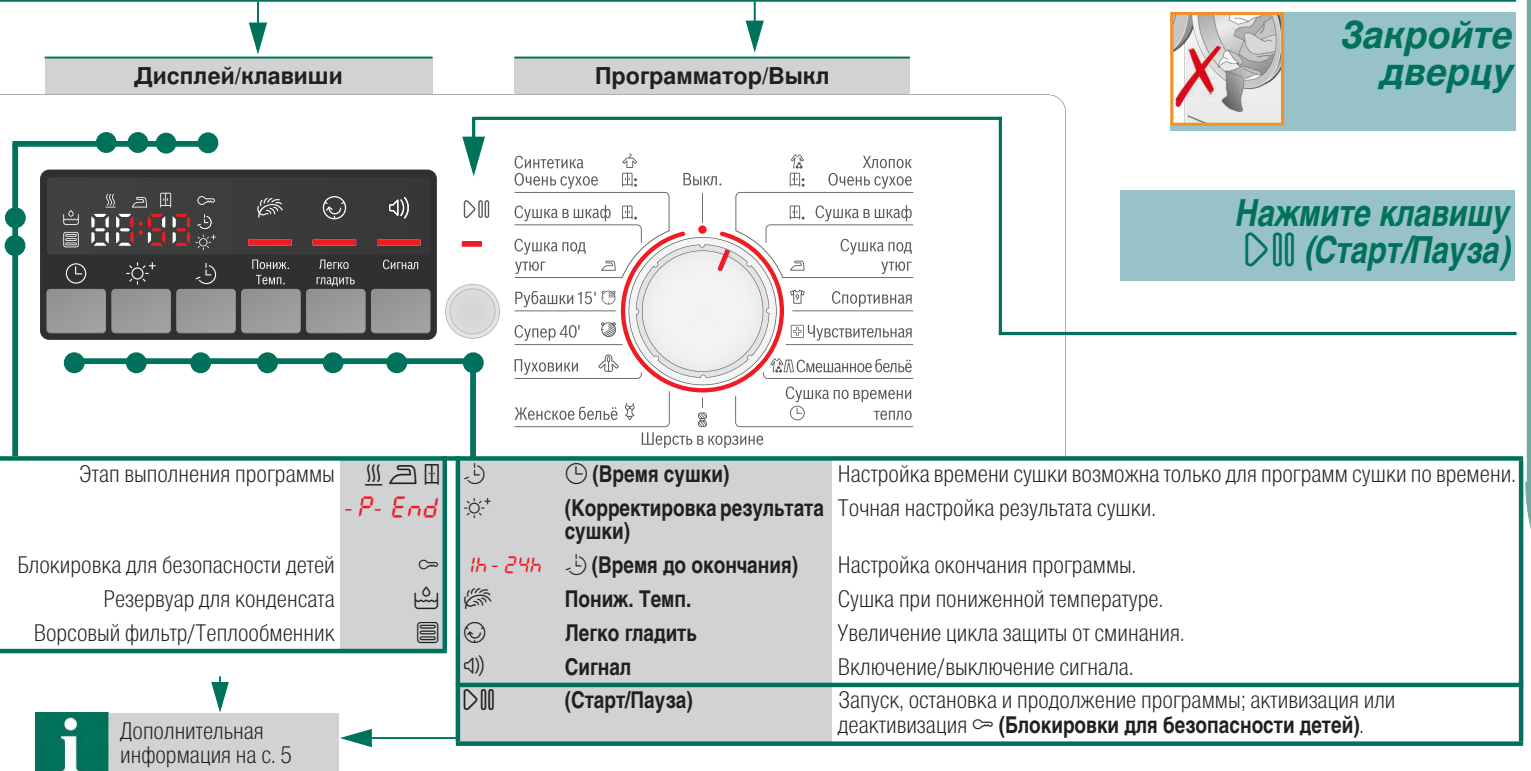 Дисплей/клавиши
Программатор/Выкл
Закройте
дверцу
Нажмите клавишу
(Старт/Пауза)
88:88
Пониж.
Темп.
Легко
гладить
Сигнал
Выкл.
Синтетика
Очень сухое
Сушка в шкаф
Сушка под
утюг
Рубашки 15'
Супер 40'
Пуховики
Женское бельё
Шерсть в корзине
Хлопок
Очень сухое
Сушка в шкаф
Сушка под
утюг
Спортивная
Чувствительная
Смешанное бельё
Сушка по времени
тепло
Этап выполнения программы
-P- End
Блокировка для безопасности детей
Резервуар для конденсата
Ворсовый фильтр/Теплообменник
(Время сушки) Настройка времени сушки возможна только для программ сушки по времени.
(Корректировка результата Точная настройка результата сушки.
сушки)
1h - 24h (Время до окончания) Настройка окончания программы.
Пониж. Темп. Сушка при пониженной температуре.
Легко гладить Увеличение цикла защиты от сминания.
Сигнал Включение/выключение сигнала.
(Старт/Пауза) Запуск, остановка и продолжение программы; активизация или
деактивизация (Блокировки для безопасности детей).
i
Дополнительная
информация на с. 5